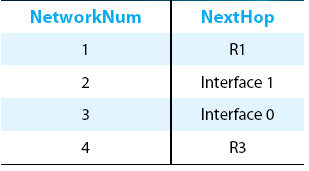 NetworkNum NextHop
1 R1
2 Interface 1
3 Interface 0
4 R3